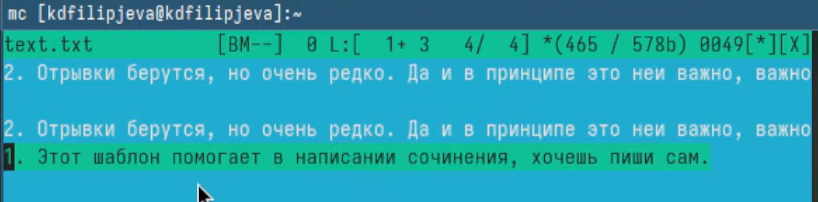 mc [kdfilipjeva@kdfilipjeva]:~
text.txt [BM--] 0 L:[ 1+ 3 4/ 4] *(465 / 578b) 0049[*][X]
2. Отрывки берутся, но очень редко. Да и в принципе это неи важно, важно
2. Отрывки берутся, но очень редко. Да и в принципе это неи важно, важно
1. Этот шаблон помогает в написании сочинения, хочешь пиши сам.